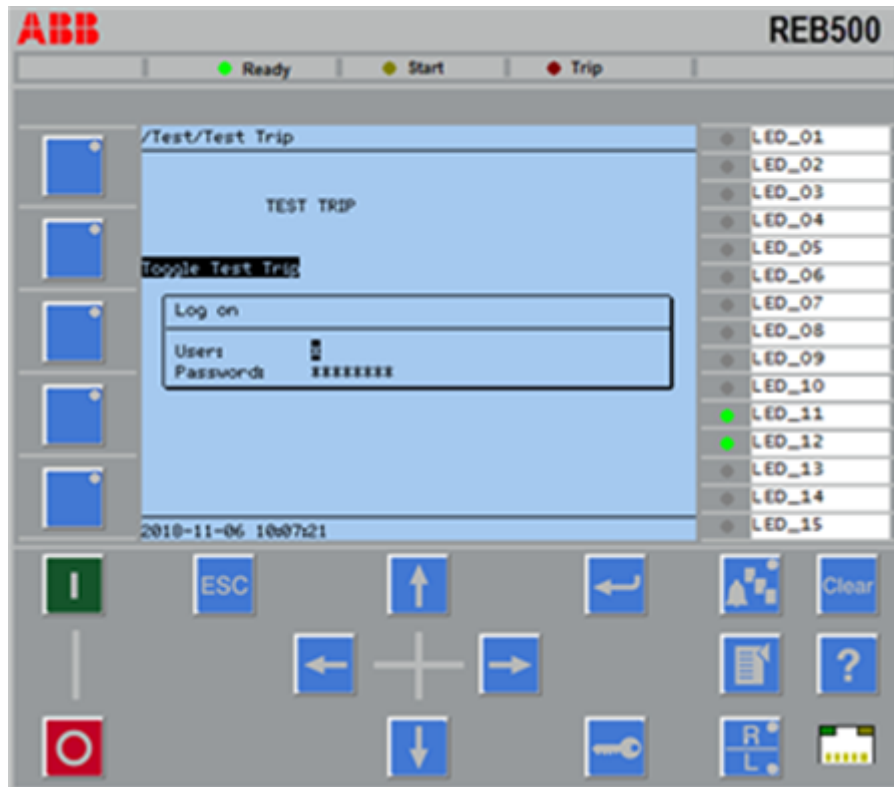 ABB
REB500
Ready
Start
Trip
/Test/Test Trip
TEST TRIP
Toggle Test Trip
Log on
User:
Password: ********
2018-11-06 10:07:21
LED_01
LED_02
LED_03
LED_04
LED_05
LED_06
LED_07
LED_08
LED_09
LED_10
LED_11
LED_12
LED_13
LED_14
LED_15
I
ESC
Clear
?
R
L